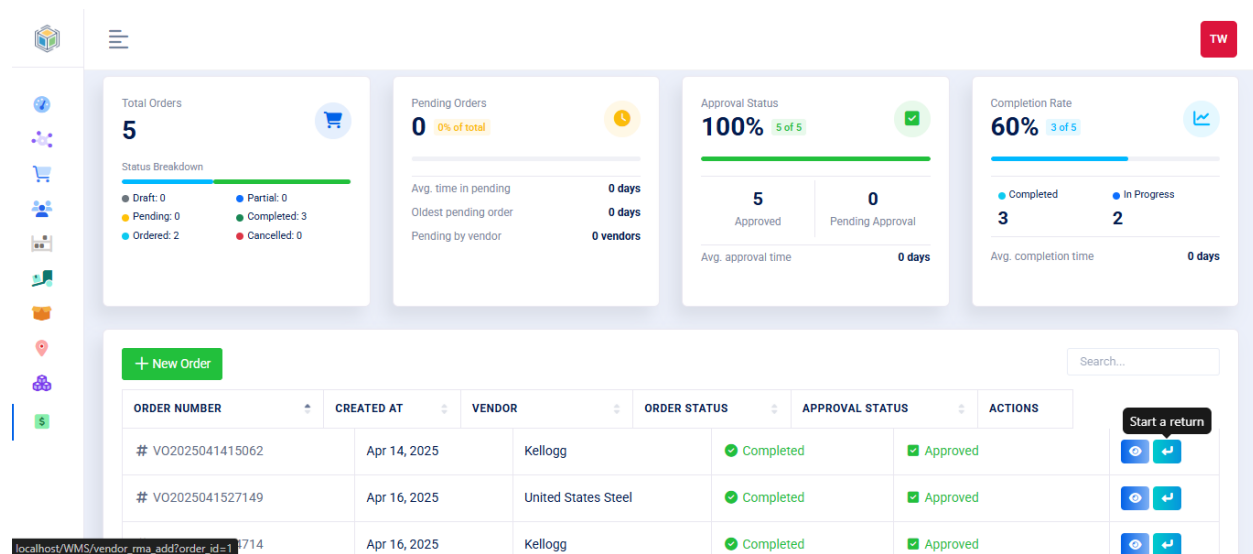 TW
Total Orders
5
Status Breakdown
Draft: 0 Partial: 0
Pending: 0 Completed: 3
Ordered: 2 Cancelled: 0
Pending Orders
0 0% of total
Avg. time in pending 0 days
Oldest pending order 0 days
Pending by vendor 0 vendors
Approval Status
100% 5 of 5
5 0
Approved Pending Approval
Avg. approval time 0 days
Completion Rate
60% 3 of 5
Completed In Progress
3 2
Avg. completion time 0 days
+ New Order Search...
ORDER NUMBER CREATED AT VENDOR ORDER STATUS APPROVAL STATUS ACTIONS
Start a return
# VO2025041415062 Apr 14, 2025 Kellogg Completed Approved
# VO2025041527149 Apr 16, 2025 United States Steel Completed Approved
4714 Apr 16, 2025 Kellogg Completed Approved
localhost/WMS/vendor_rma_add?order_id=1